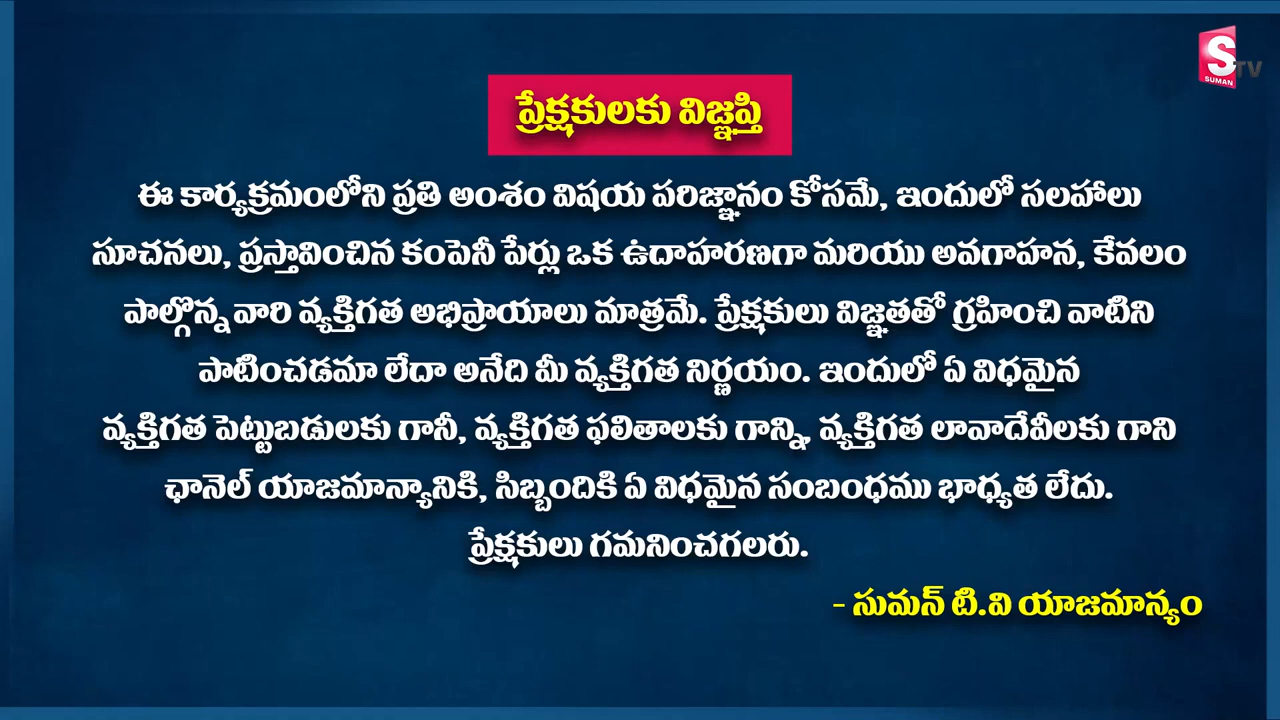 S TV
SUMAN
ప్రేక్షకులకు విజ్ఞప్తి
ఈ కార్యక్రమంలోని ప్రతి అంశం విషయ పరిజ్ఞానం కోసమే, ఇందులో సలహాలు
సూచనలు, ప్రస్తావించిన కంపెనీ పేర్లు ఒక ఉదాహరణగా మరియు అవగాహన, కేవలం
పాల్గొన్న వారి వ్యక్తిగత అభిప్రాయాలు మాత్రమే. ప్రేక్షకులు విజ్ఞతతో గ్రహించి వాటిని
పాటించడమా లేదా అనేది మీ వ్యక్తిగత నిర్ణయం. ఇందులో ఏ విధమైన
వ్యక్తిగత పెట్టుబడులకు గానీ, వ్యక్తిగత ఫలితాలకు గాన్ని, వ్యక్తిగత లావాదేవీలకు గాని
ఛానెల్ యాజమాన్యానికి, సిబ్బందికి ఏ విధమైన సంబంధము భాధ్యత లేదు.
ప్రేక్షకులు గమనించగలరు.
- సుమన్ టి.వి యాజమాన్యం